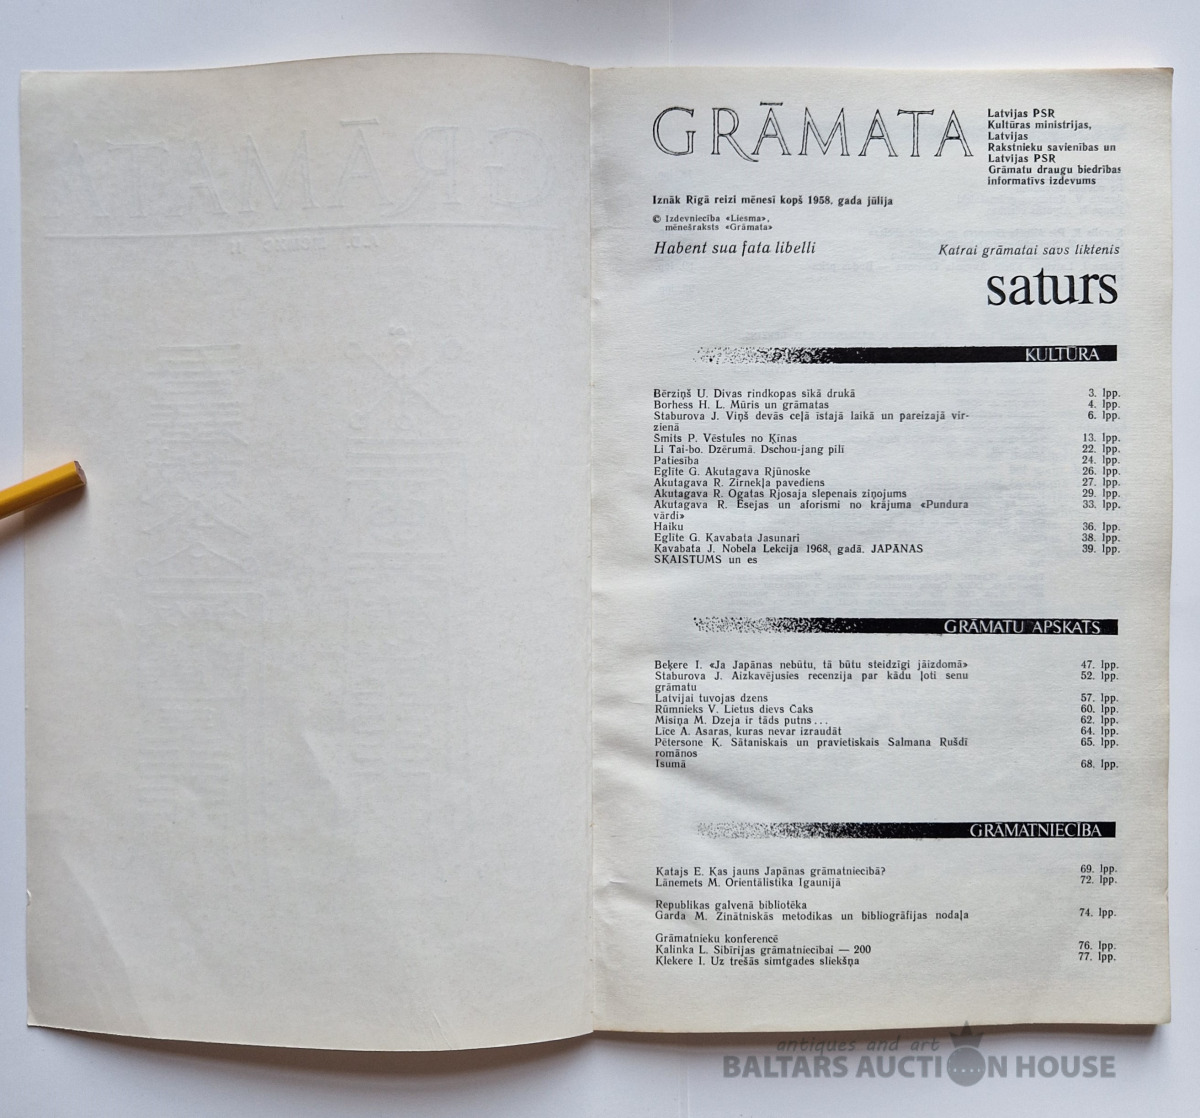 GRĀMATA
Latvijas PSR
Kultūras ministrijas,
Latvijas
Rakstnieku savienības un
Latvijas PSR
Grāmatu draugu biedrības
informatīvs izdevums
Iznāk Rīgā reizi mēnesī kopš 1958. gada jūlija
© Izdevniecība «Liesma»,
mēnešraksts «Grāmata»
Habent sua fata libelli
Katrai grāmatai savs liktenis
saturs
KULTŪRA
Bērziņš U. Divas rindkopas sīkā drukā 3. lpp.
Borhess H. L. Mūris un grāmatas 4. lpp.
Staburova J. Viņš devās ceļā īstajā laikā un pareizajā vir- 6. lpp.
zienā
Šmits P. Vēstules no Ķīnas 13. lpp.
Li Tai-bo. Dzērumā. Dschou-jang pilī 22. lpp.
Patiesība 24. lpp.
Eglīte G. Akutagava Rjūnoske 26. lpp.
Akutagava R. Zirnekļa pavediens 27. lpp.
Akutagava R. Ogatas Rjosaja slepenais ziņojums 29. lpp.
Akutagava R. Esejas un aforismi no krājuma «Pundura 33. lpp.
vārdi»
Haiku 36. lpp.
Eglīte G. Kavabata Jasunari 38. lpp.
Kavabata J. Nobela Lekcija 1968. gadā. JAPĀNAS 39. lpp.
SKAISTUMS un es
GRĀMATU APSKATS
Beķere I. «Ja Japānas nebūtu, tā būtu steidzīgi jāizdomā» 47. lpp.
Staburova J. Aizkavējusies recenzija par kādu ļoti senu 52. lpp.
grāmatu
Latvijai tuvojas dzens 57. lpp.
Rūmnieks V. Lietus dievs Čaks 60. lpp.
Misiņa M. Dzeja ir tāds putns... 62. lpp.
Līce A. Asaras, kuras nevar izraudāt 64. lpp.
Pētersone K. Sātaniskais un pravietiskais Salmana Rušdī 65. lpp.
romānos
Īsumā 68. lpp.
GRĀMATNIECĪBA
Katajs E. Kas jauns Japānas grāmatniecībā? 69. lpp.
Lānemets M. Orientālistika Igaunijā 72. lpp.
Republikas galvenā bibliotēka
Garda M. Zinātniskās metodikas un bibliogrāfijas nodaļa 74. lpp.
Grāmatnieku konferencē
Kalinka L. Sibīrijas grāmatniecībai — 200 76. lpp.
Klekere I. Uz trešās simtgades sliekšņa 77. lpp.
antiques and art
BALTARS AUCTION HOUSE